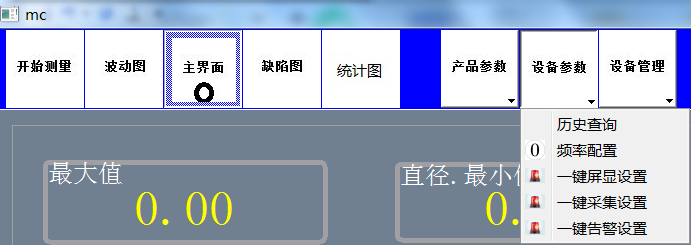 mc
开始测量 波动图 主界面 缺陷图 统计图 产品参数 设备参数 设备管理
历史查询
0 频率配置
一键屏显设置
一键采集设置
一键告警设置
最大值 直径.最小
0.00 0.